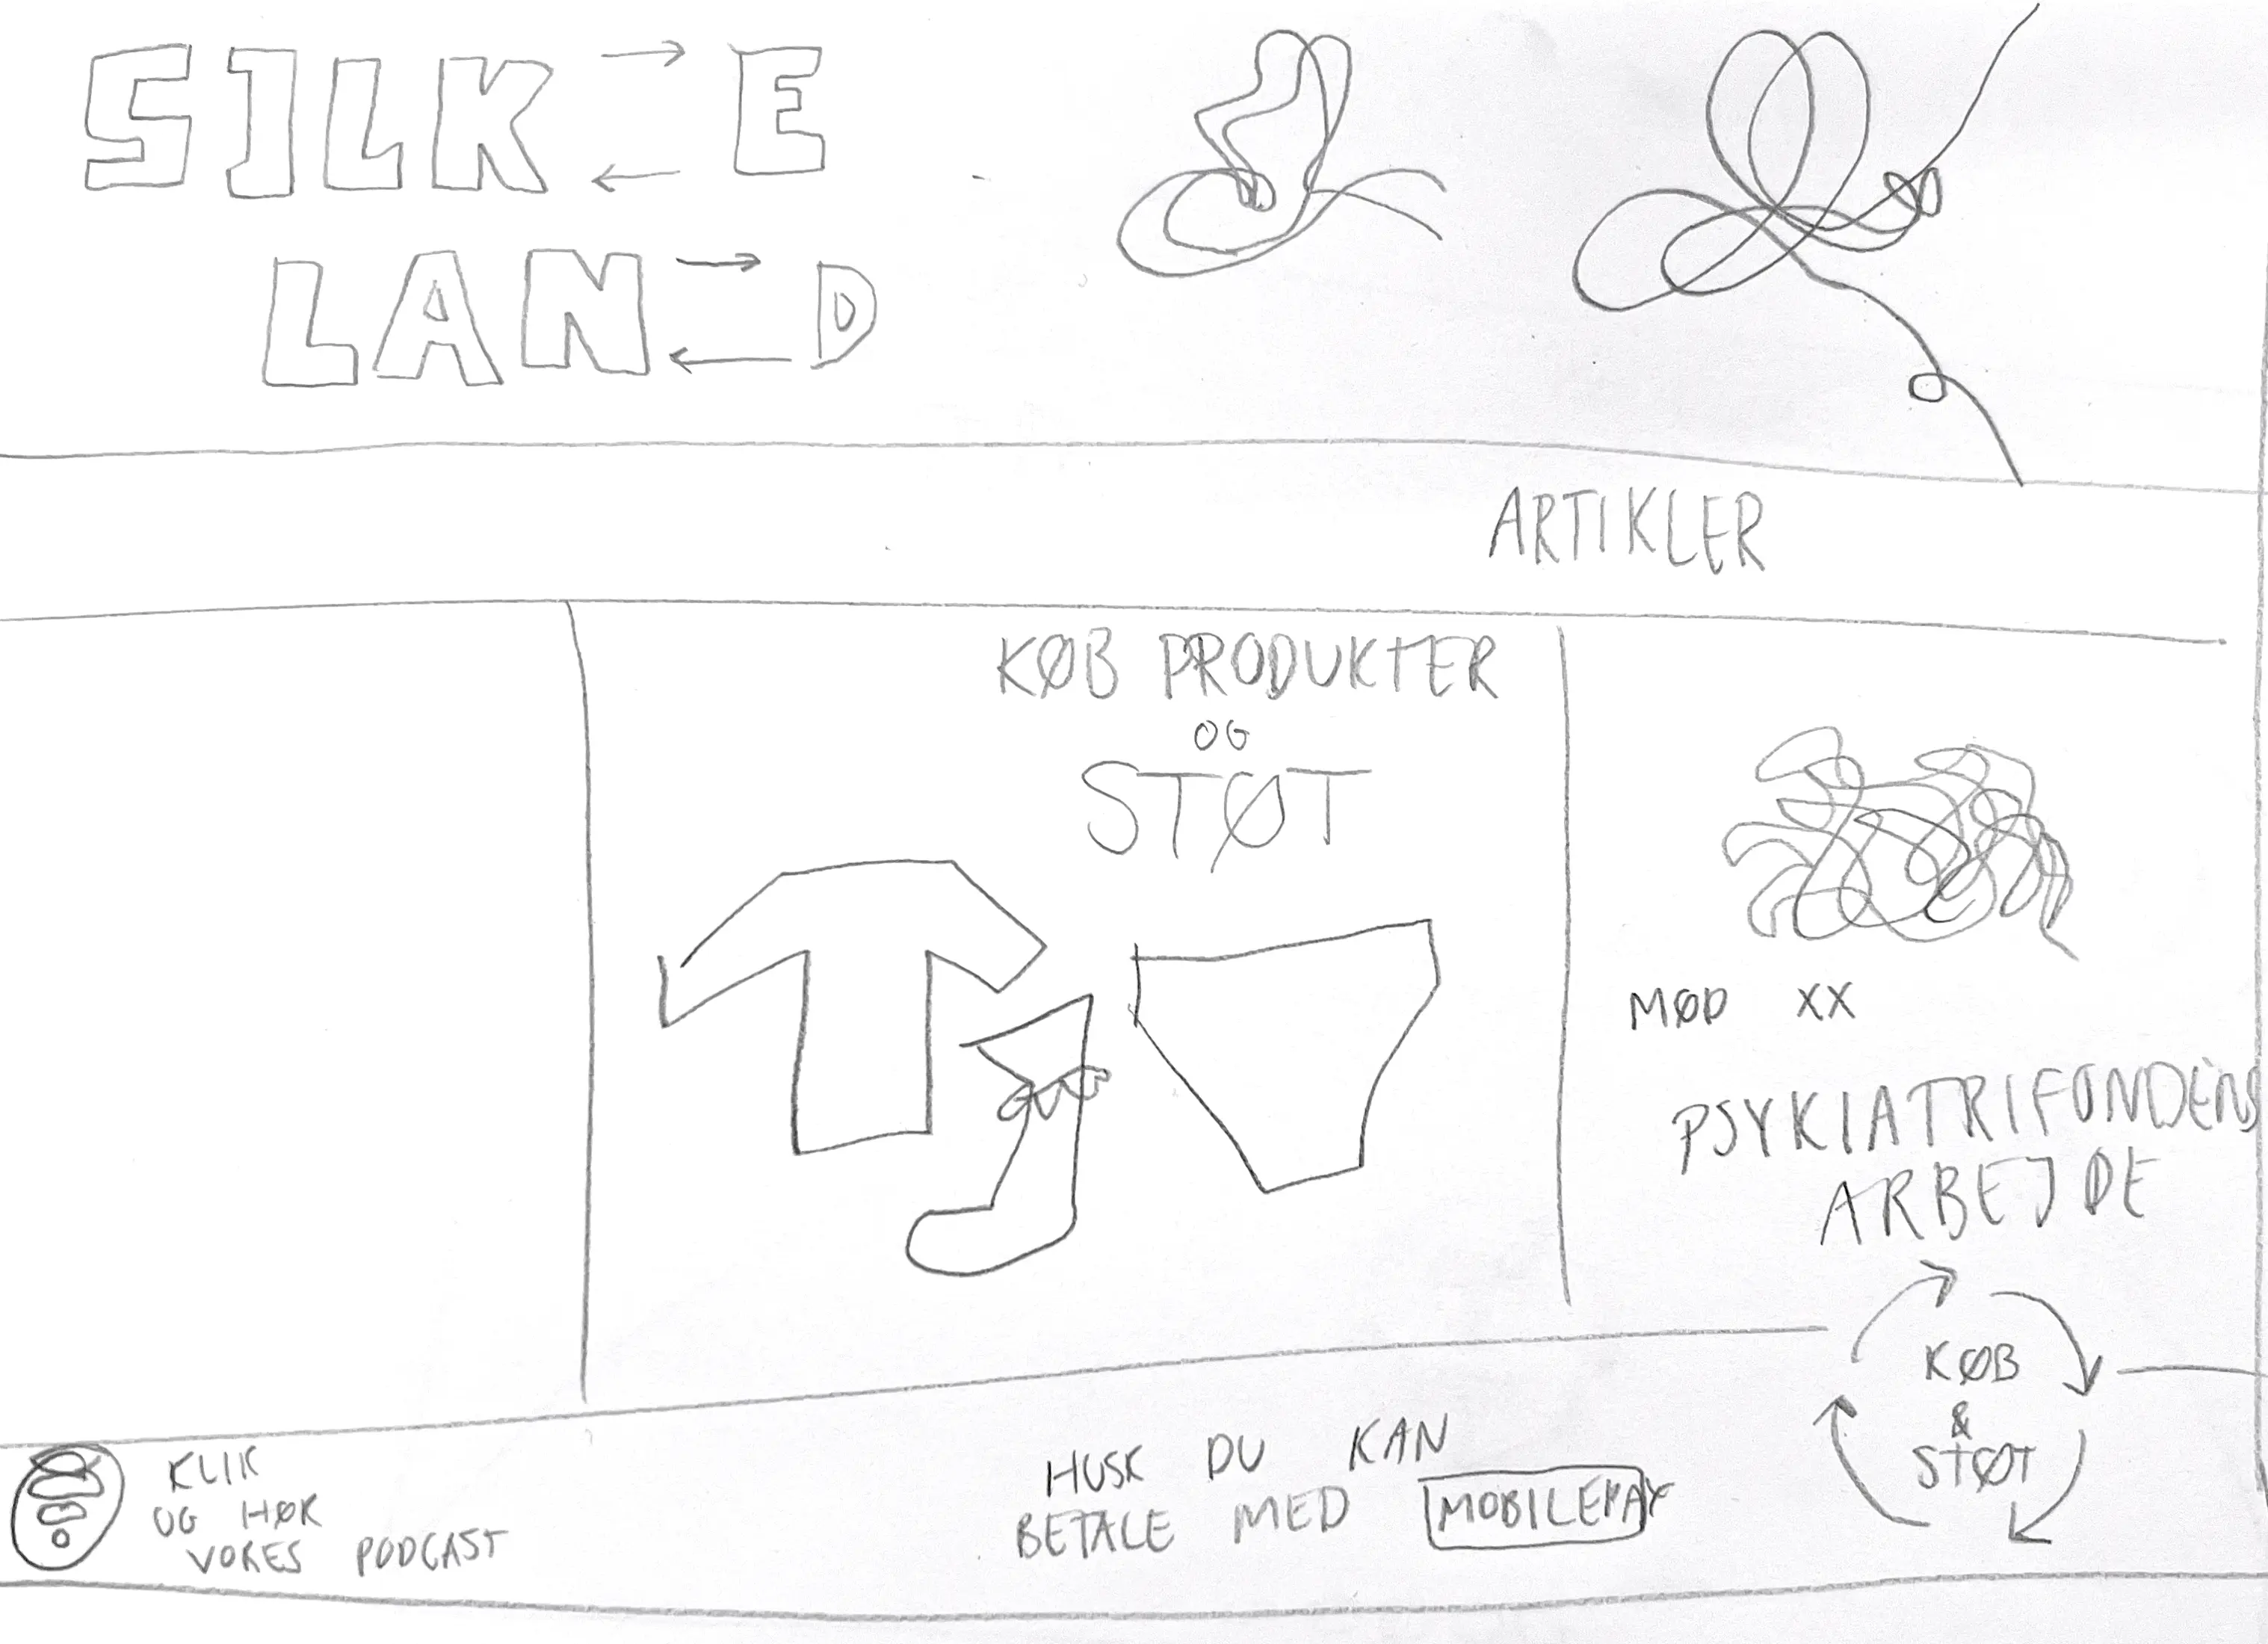 SILK → ← E
LAN → ← D
ARTIKLER
KØB PRODUKTER
OG
STØT
MØD XX
PSYKIATRIFONDENS
ARBEJDE
KØB
&
STØT
KLIK
OG HØR
VORES PODCAST
HUSK DU KAN
BETALE MED MOBILEPAY